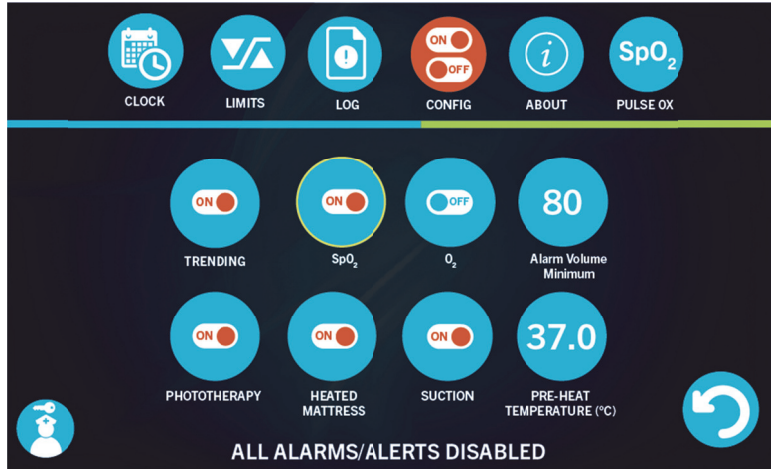 ON
OFF
i
SpO₂
CLOCK
LIMITS
LOG
CONFIG
ABOUT
PULSE OX
ON
ON
OFF
80
TRENDING
SpO₂
O₂
Alarm Volume
Minimum
ON
ON
ON
37.0
PHOTOTHERAPY
HEATED
MATTRESS
SUCTION
PRE-HEAT
TEMPERATURE (°C)
ALL ALARMS/ALERTS DISABLED